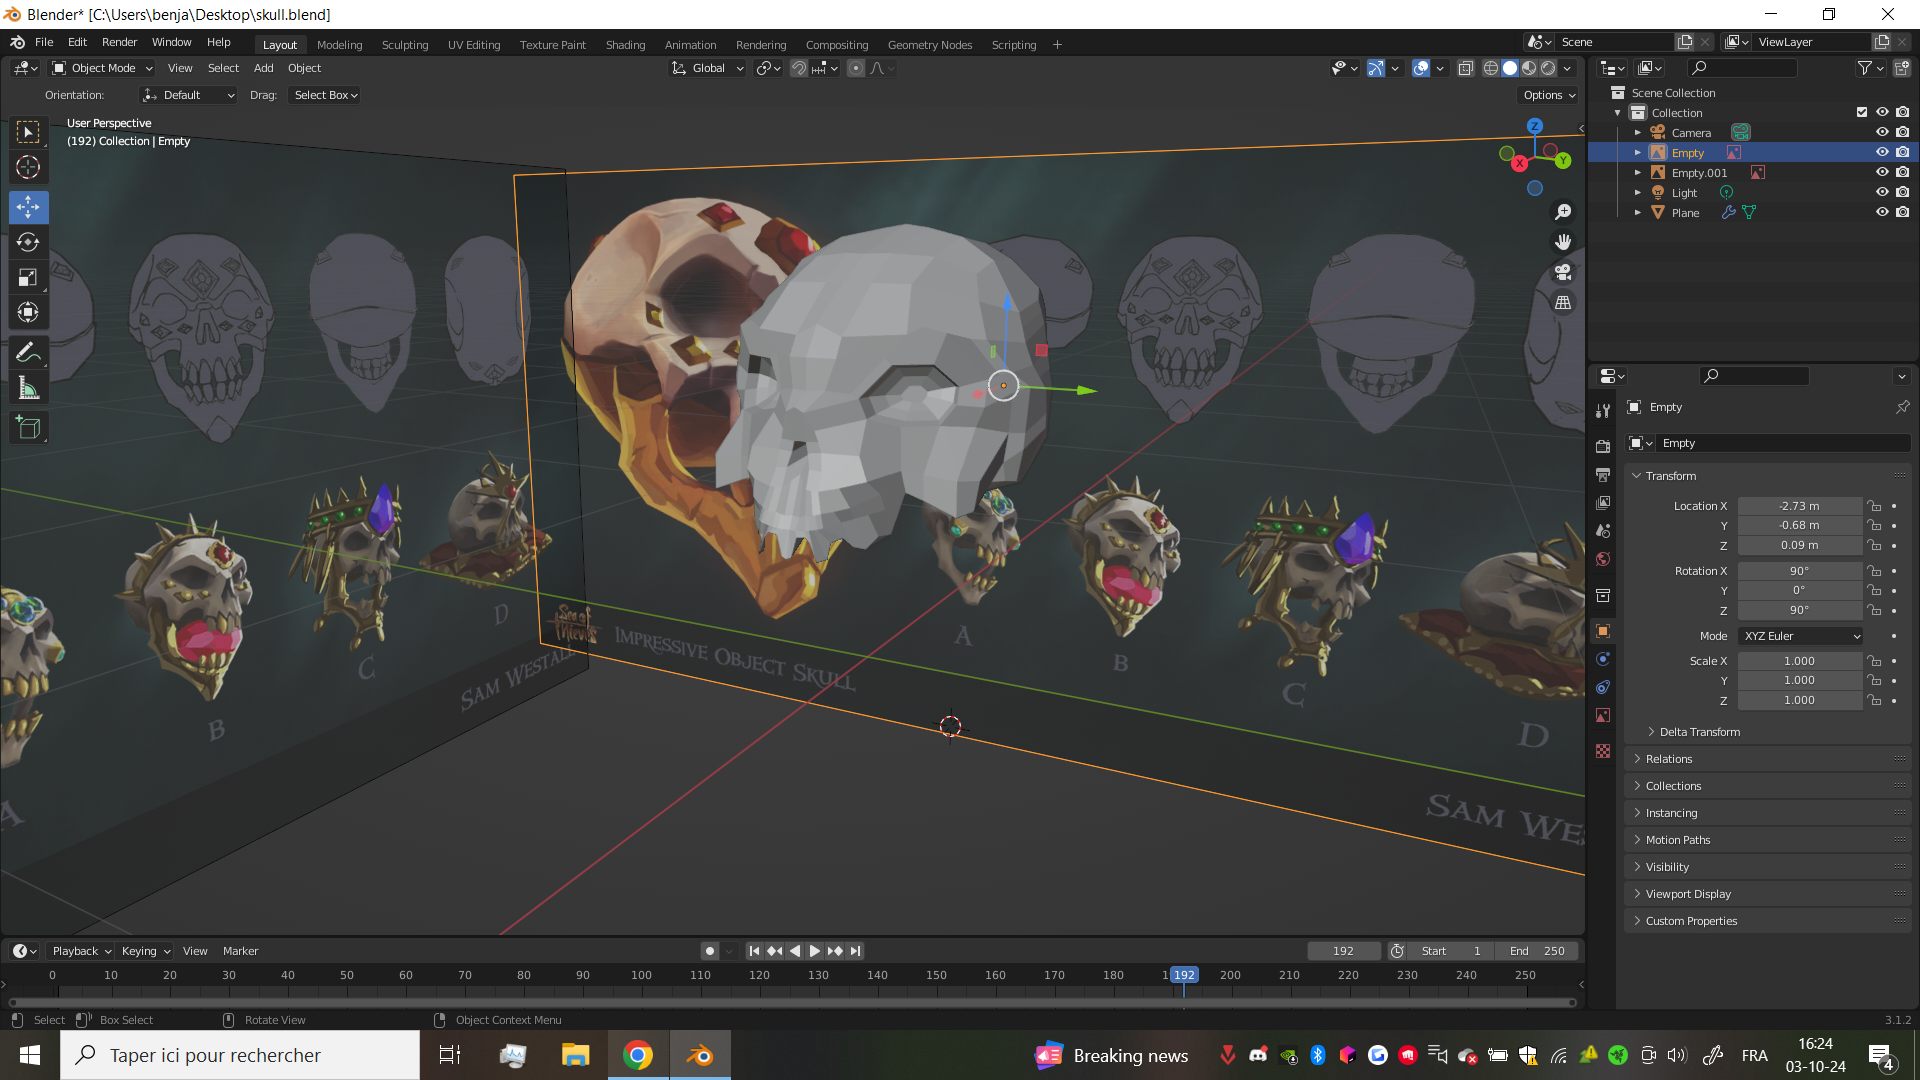 Blender* [C:\Users\benja\Desktop\skull.blend]
File Edit Render Window Help Layout Modeling Sculpting UV Editing Texture Paint Shading Animation Rendering Compositing Geometry Nodes Scripting + Scene ViewLayer
Object Mode View Select Add Object Global
Orientation: Default Drag: Select Box Options
User Perspective
(192) Collection | Empty
Z
X Y
Scene Collection
Collection
Camera
Empty
Empty.001
Light
Plane
Empty
Empty
Transform
Location X -2.73 m
Y -0.68 m
Z 0.09 m
Rotation X 90°
Y 0°
Z 90°
Mode XYZ Euler
Scale X 1.000
Y 1.000
Z 1.000
Delta Transform
Relations
Collections
Instancing
Motion Paths
Visibility
Viewport Display
Custom Properties
A
B
C
D
SAM WESTALL
Sea of
Thieves
IMPRESSIVE OBJECT SKULL
A
B
C
D
SAM WES
Playback Keying View Marker 192 Start 1 End 250
0 10 20 30 40 50 60 70 80 90 100 110 120 130 140 150 160 170 180 1 192 200 210 220 230 240 250
Select Box Select Rotate View Object Context Menu 3.1.2
Taper ici pour rechercher Breaking news FRA 16:24
03-10-24 4